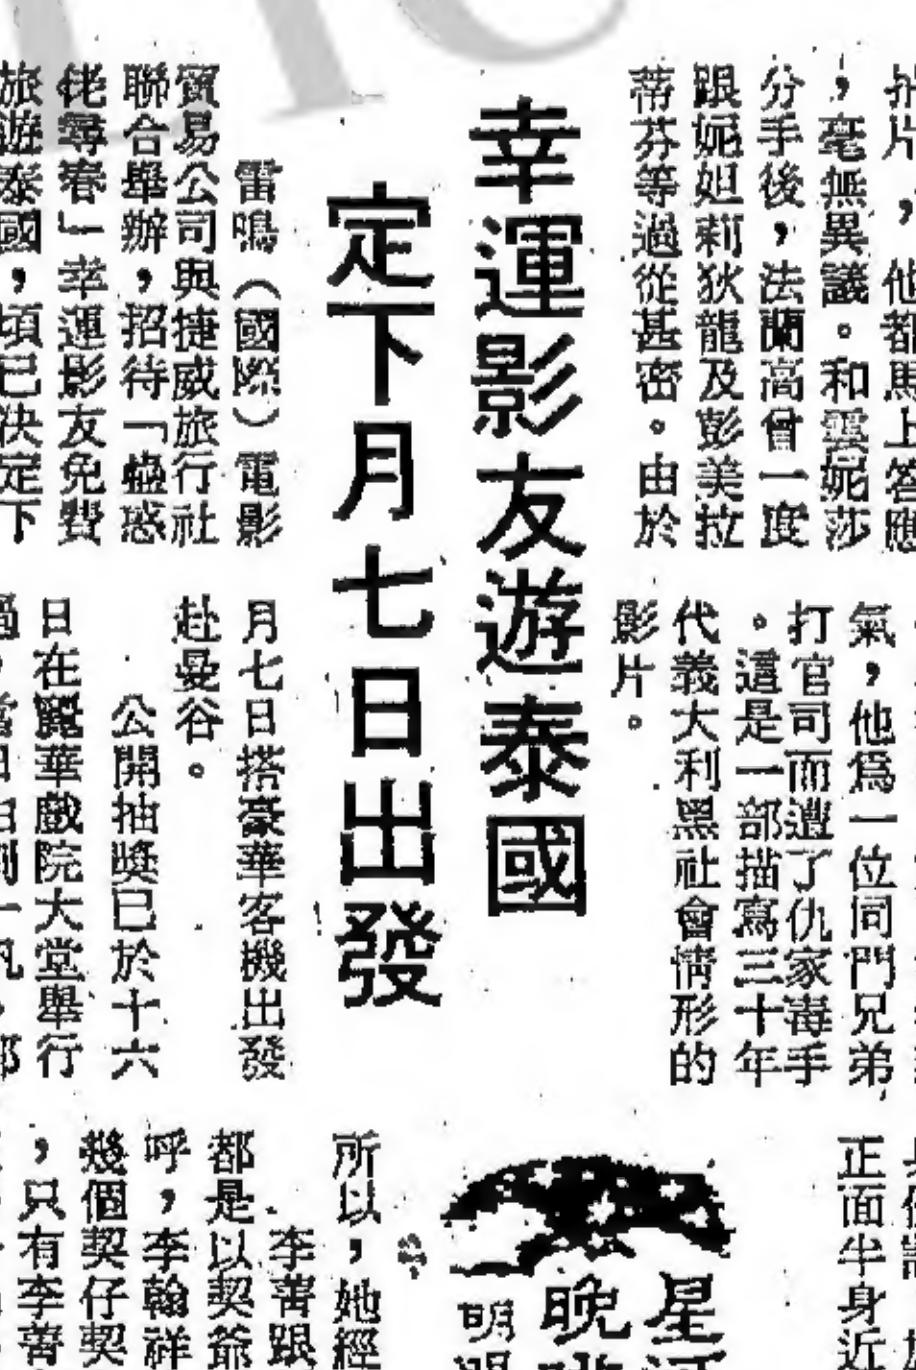 片，他都馬上答應
，毫無異議。和雲妮莎
分手後，法蘭高曾一度
跟妮妲莉狄龍及彭美拉
蒂芬等過從甚密。由於
氣，他爲一位同門兄弟
打官司而遭了仇家毒手
。這是一部描寫三十年
代義大利黑社會情形的
影片。
幸運影友遊泰國
定下月七日出發
雷鳴（國際）電影
貿易公司與捷威旅行社
聯合舉辦，招待「蠱惑
佬尋春」幸運影友免費
旅遊泰國，頃已決定下
月七日搭豪華客機出發
赴曼谷。
公開抽獎已於十六
日在麗華戲院大堂舉行
正面半身近
星
晚
明
所以，她經
李菁跟
都是以契爺
呼，李翰祥
幾個契仔契
，只有李菁